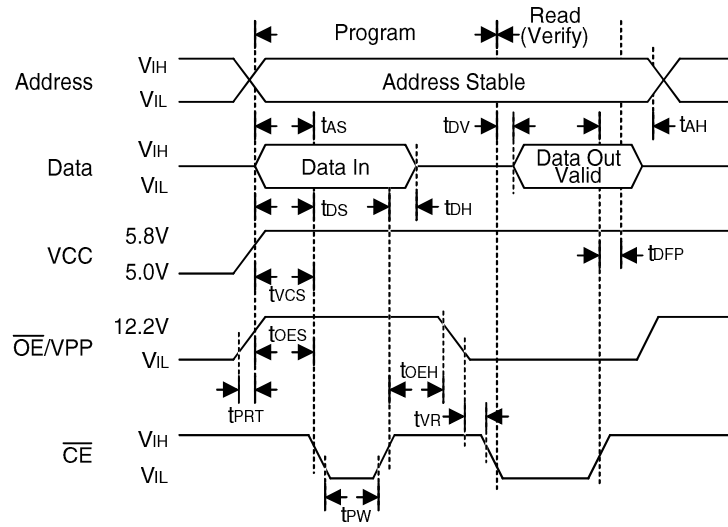 Program
Read
(Verify)
Address
VIH
VIL
Address Stable
tAS
tDV
tAH
Data
VIH
VIL
Data In
Data Out
Valid
tDS
tDH
VCC
5.8V
5.0V
tDFP
tVCS
OE/VPP
12.2V
VIL
tOES
tOEH
tPRT
tVR
CE
VIH
VIL
tPW